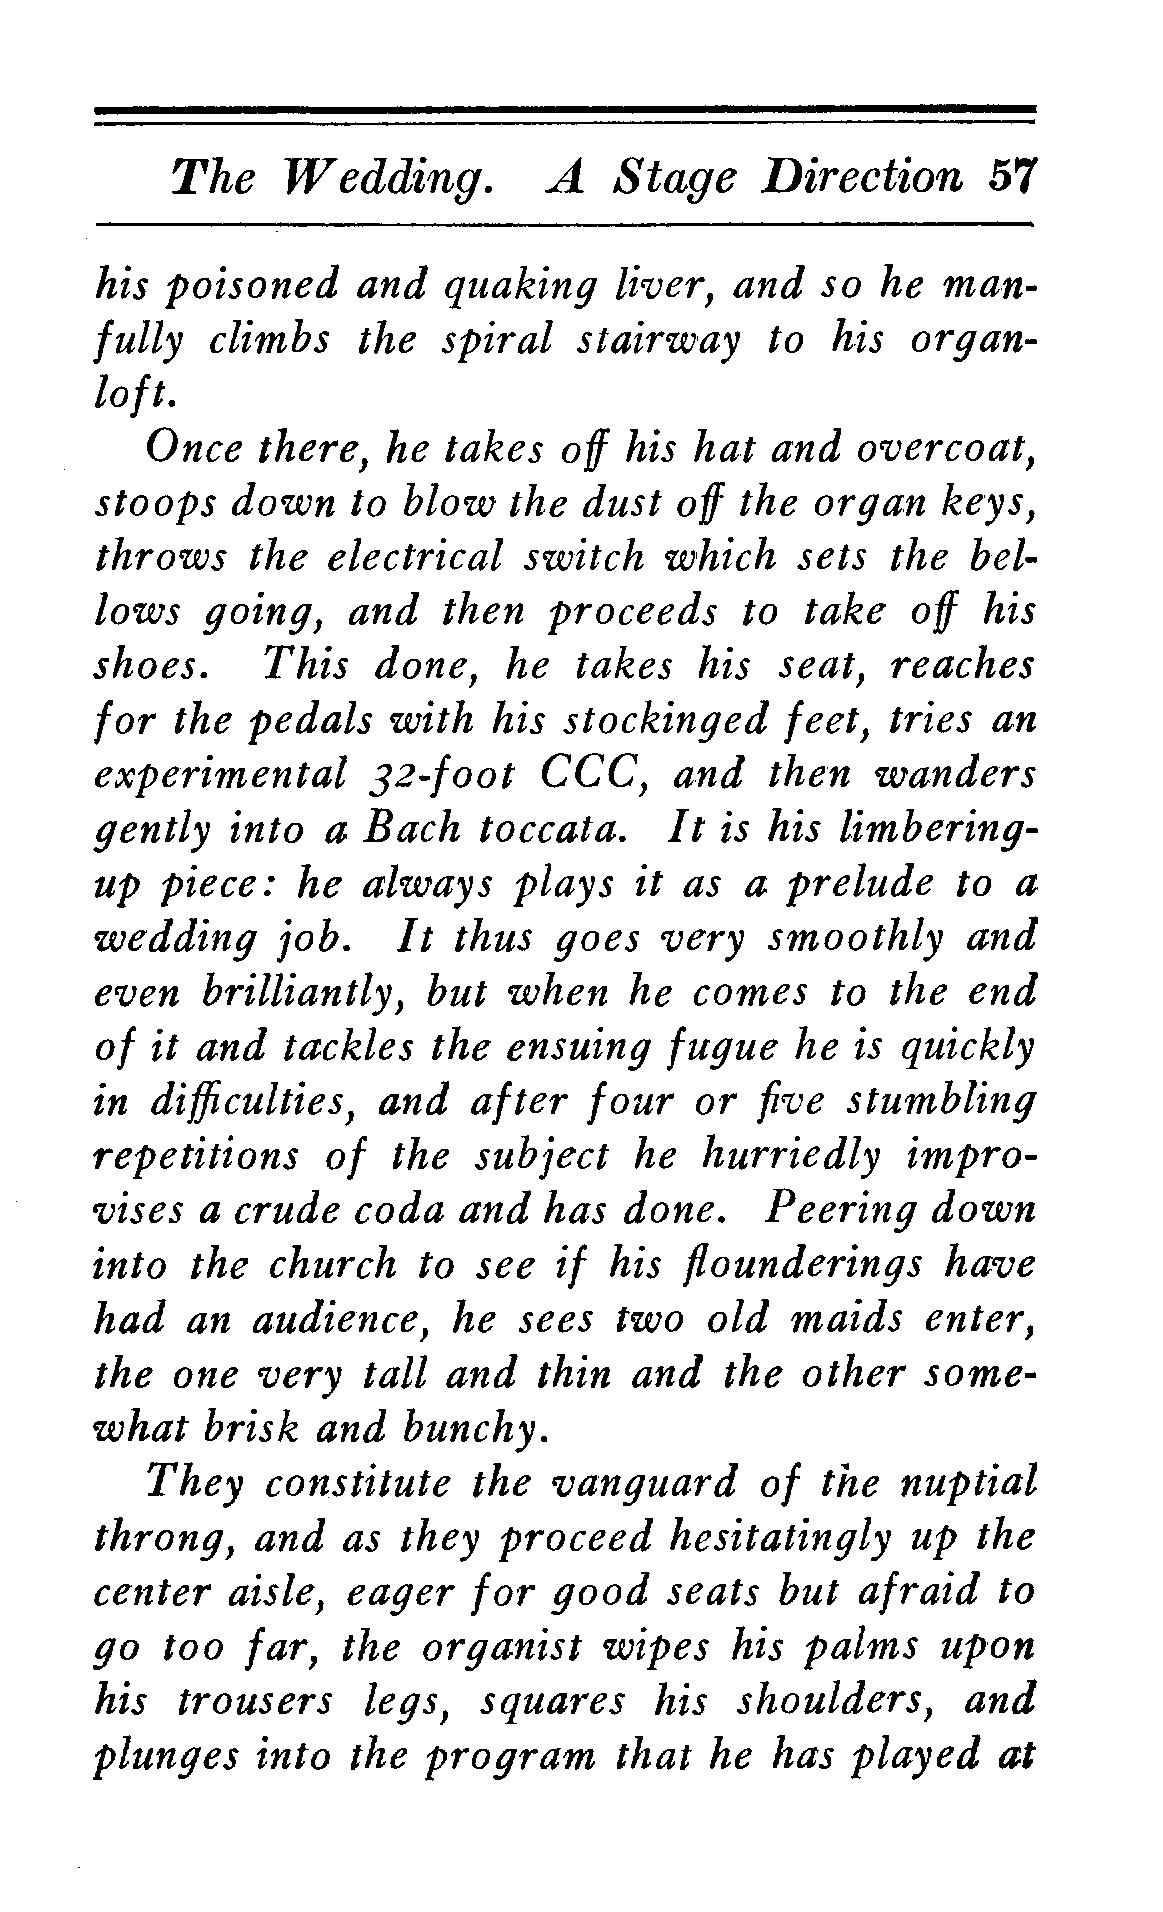 The Wedding. A Stage Direction 57
his poisoned and quaking liver, and so he man-
fully climbs the spiral stairway to his organ-
loft.
Once there, he takes off his hat and overcoat,
stoops down to blow the dust off the organ keys,
throws the electrical switch which sets the bel-
lows going, and then proceeds to take off his
shoes. This done, he takes his seat, reaches
for the pedals with his stockinged feet, tries an
experimental 32-foot CCC, and then wanders
gently into a Bach toccata. It is his limbering-
up piece: he always plays it as a prelude to a
wedding job. It thus goes very smoothly and
even brilliantly, but when he comes to the end
of it and tackles the ensuing fugue he is quickly
in difficulties, and after four or five stumbling
repetitions of the subject he hurriedly impro-
vises a crude coda and has done. Peering down
into the church to see if his flounderings have
had an audience, he sees two old maids enter,
the one very tall and thin and the other some-
what brisk and bunchy.
They constitute the vanguard of the nuptial
throng, and as they proceed hesitatingly up the
center aisle, eager for good seats but afraid to
go too far, the organist wipes his palms upon
his trousers legs, squares his shoulders, and
plunges into the program that he has played at